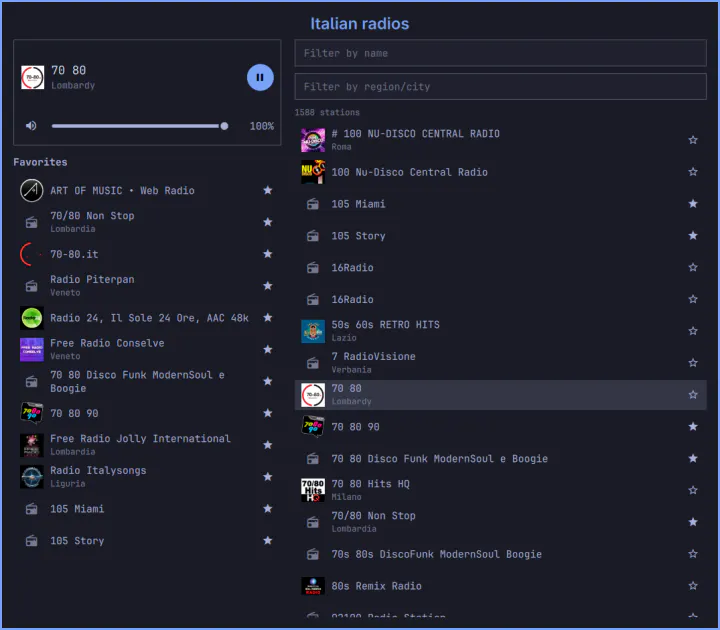 Italian radios
70 80
Lombardy
100%
Favorites
ART OF MUSIC • Web Radio
70/80 Non Stop
Lombardia
70-80.it
Radio Piterpan
Veneto
Radio 24, Il Sole 24 Ore, AAC 48k
Free Radio Conselve
Veneto
70 80 Disco Funk ModernSoul e
Boogie
70 80 90
Free Radio Jolly International
Lombardia
Radio Italysongs
Liguria
105 Miami
105 Story
Filter by name
Filter by region/city
1588 stations
# 100 NU-DISCO CENTRAL RADIO
Roma
100 Nu-Disco Central Radio
105 Miami
105 Story
16Radio
16Radio
50s 60s RETRO HITS
Lazio
7 RadioVisione
Verbania
70 80
Lombardy
70 80 90
70 80 Disco Funk ModernSoul e Boogie
70/80
Hits
HQ
70 80 Hits HQ
Milano
70/80 Non Stop
Lombardia
70s 80s DiscoFunk ModernSoul Boogie
80s Remix Radio